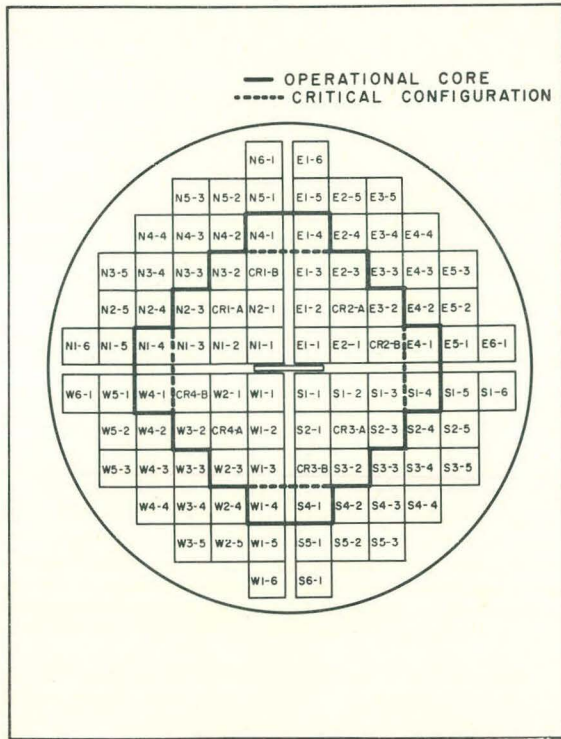 OPERATIONAL CORE
CRITICAL CONFIGURATION
N6-1 E1-6
N5-3 N5-2 N5-1 E1-5 E2-5 E3-5
N4-4 N4-3 N4-2 N4-1 E1-4 E2-4 E3-4 E4-4
N3-5 N3-4 N3-3 N3-2 CR1-B E1-3 E2-3 E3-3 E4-3 E5-3
N2-5 N2-4 N2-3 CR1-A N2-1 E1-2 CR2-A E3-2 E4-2 E5-2
N1-6 N1-5 N1-4 N1-3 N1-2 N1-1 E1-1 E2-1 CR2-B E4-1 E5-1 E6-1
W6-1 W5-1 W4-1 CR4-B W2-1 W1-1 S1-1 S1-2 S1-3 S1-4 S1-5 S1-6
W5-2 W4-2 W3-2 CR4-A W1-2 S2-1 CR3-A S2-3 S2-4 S2-5
W5-3 W4-3 W3-3 W2-3 W1-3 CR3-B S3-2 S3-3 S3-4 S3-5
W4-4 W3-4 W2-4 W1-4 S4-1 S4-2 S4-3 S4-4
W3-5 W2-5 W1-5 S5-1 S5-2 S5-3
W1-6 S6-1